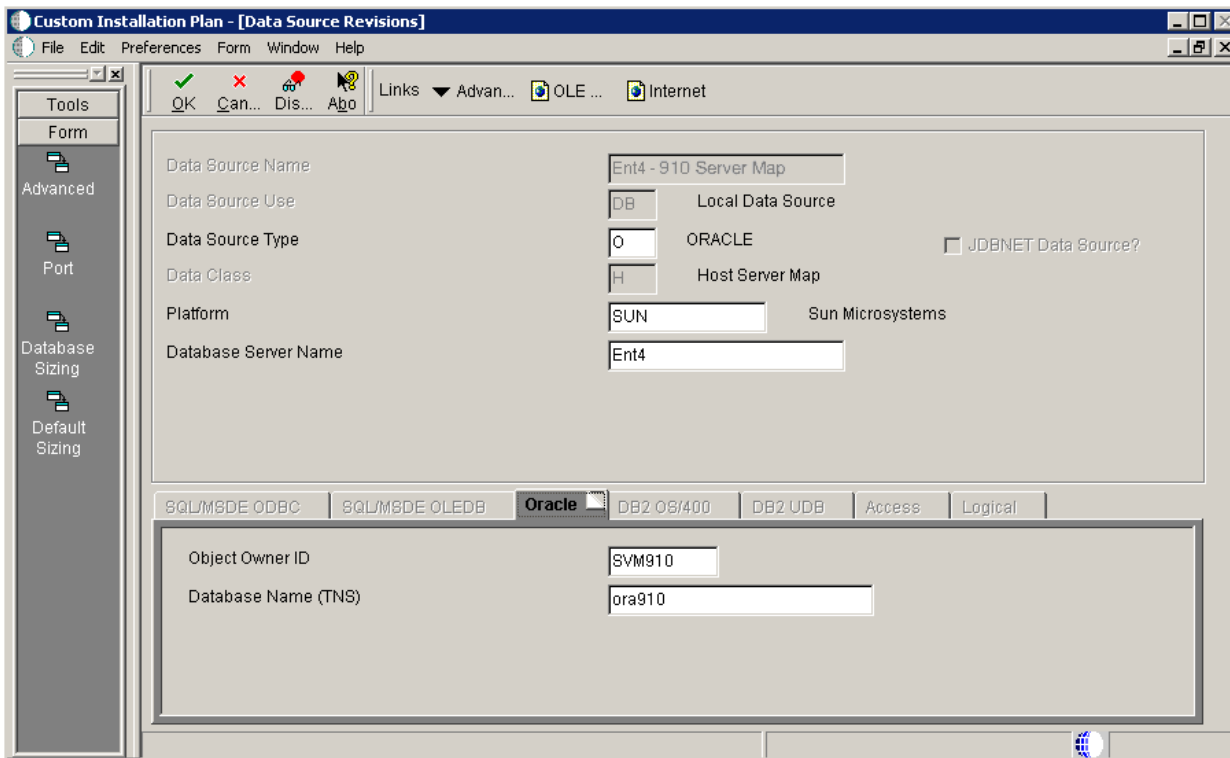 Custom Installation Plan - [Data Source Revisions]
File Edit Preferences Form Window Help
OK Can... Dis... Abo Links Advan... OLE ... Internet
Tools
Form
Advanced
Port
Database
Sizing
Default
Sizing
Data Source Name Ent4 - 910 Server Map
Data Source Use DB Local Data Source
Data Source Type O ORACLE JDBNET Data Source?
Data Class H Host Server Map
Platform SUN Sun Microsystems
Database Server Name Ent4
SQL/MSDE ODBC SQL/MSDE OLEDB Oracle DB2 OS/400 DB2 UDB Access Logical
Object Owner ID SVM910
Database Name (TNS) ora910